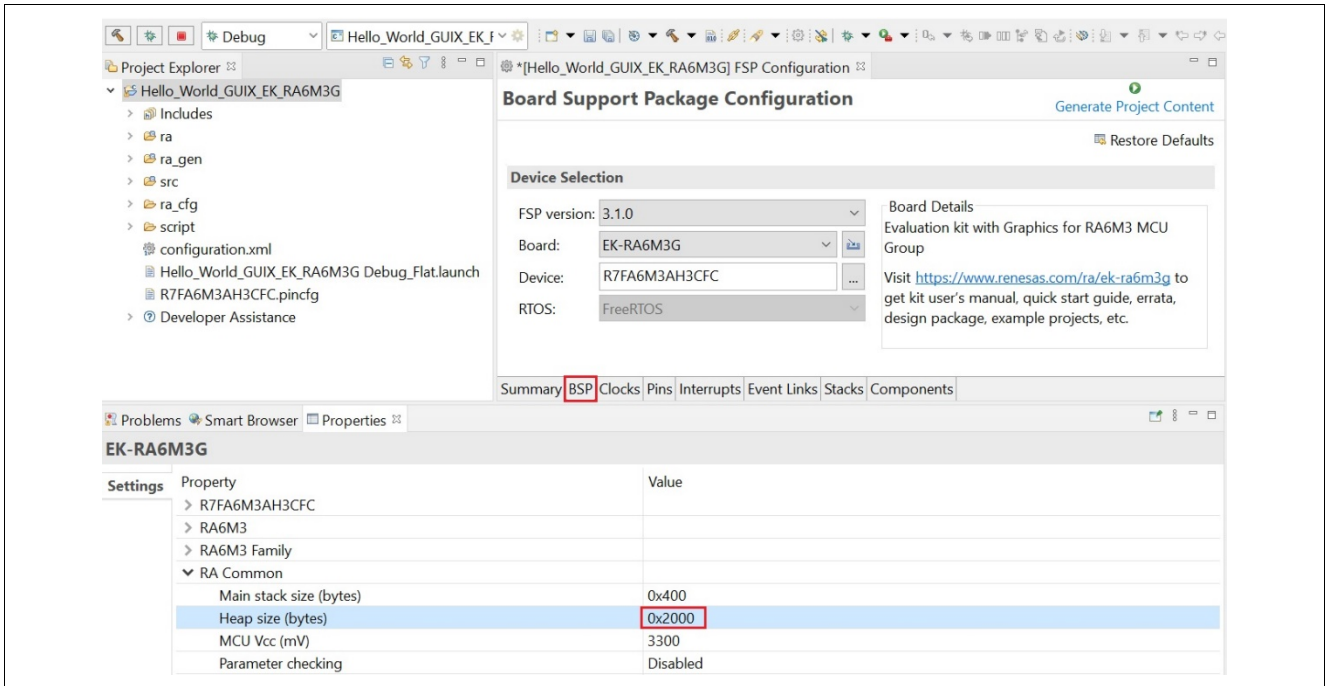 Debug
Hello_World_GUIX_EK_F
Project Explorer
Hello_World_GUIX_EK_RA6M3G
Includes
ra
ra_gen
src
ra_cfg
script
configuration.xml
Hello_World_GUIX_EK_RA6M3G Debug_Flat.launch
R7FA6M3AH3CFC.pincfg
Developer Assistance
*[Hello_World_GUIX_EK_RA6M3G] FSP Configuration
Board Support Package Configuration
Generate Project Content
Restore Defaults
Device Selection
FSP version: 3.1.0
Board: EK-RA6M3G
Device: R7FA6M3AH3CFC ...
RTOS: FreeRTOS
Board Details
Evaluation kit with Graphics for RA6M3 MCU
Group
Visit https://www.renesas.com/ra/ek-ra6m3g to
get kit user's manual, quick start guide, errata,
design package, example projects, etc.
Summary BSP Clocks Pins Interrupts Event Links Stacks Components
Problems Smart Browser Properties
EK-RA6M3G
Settings
Property Value
R7FA6M3AH3CFC
RA6M3
RA6M3 Family
RA Common
Main stack size (bytes) 0x400
Heap size (bytes) 0x2000
MCU Vcc (mV) 3300
Parameter checking Disabled